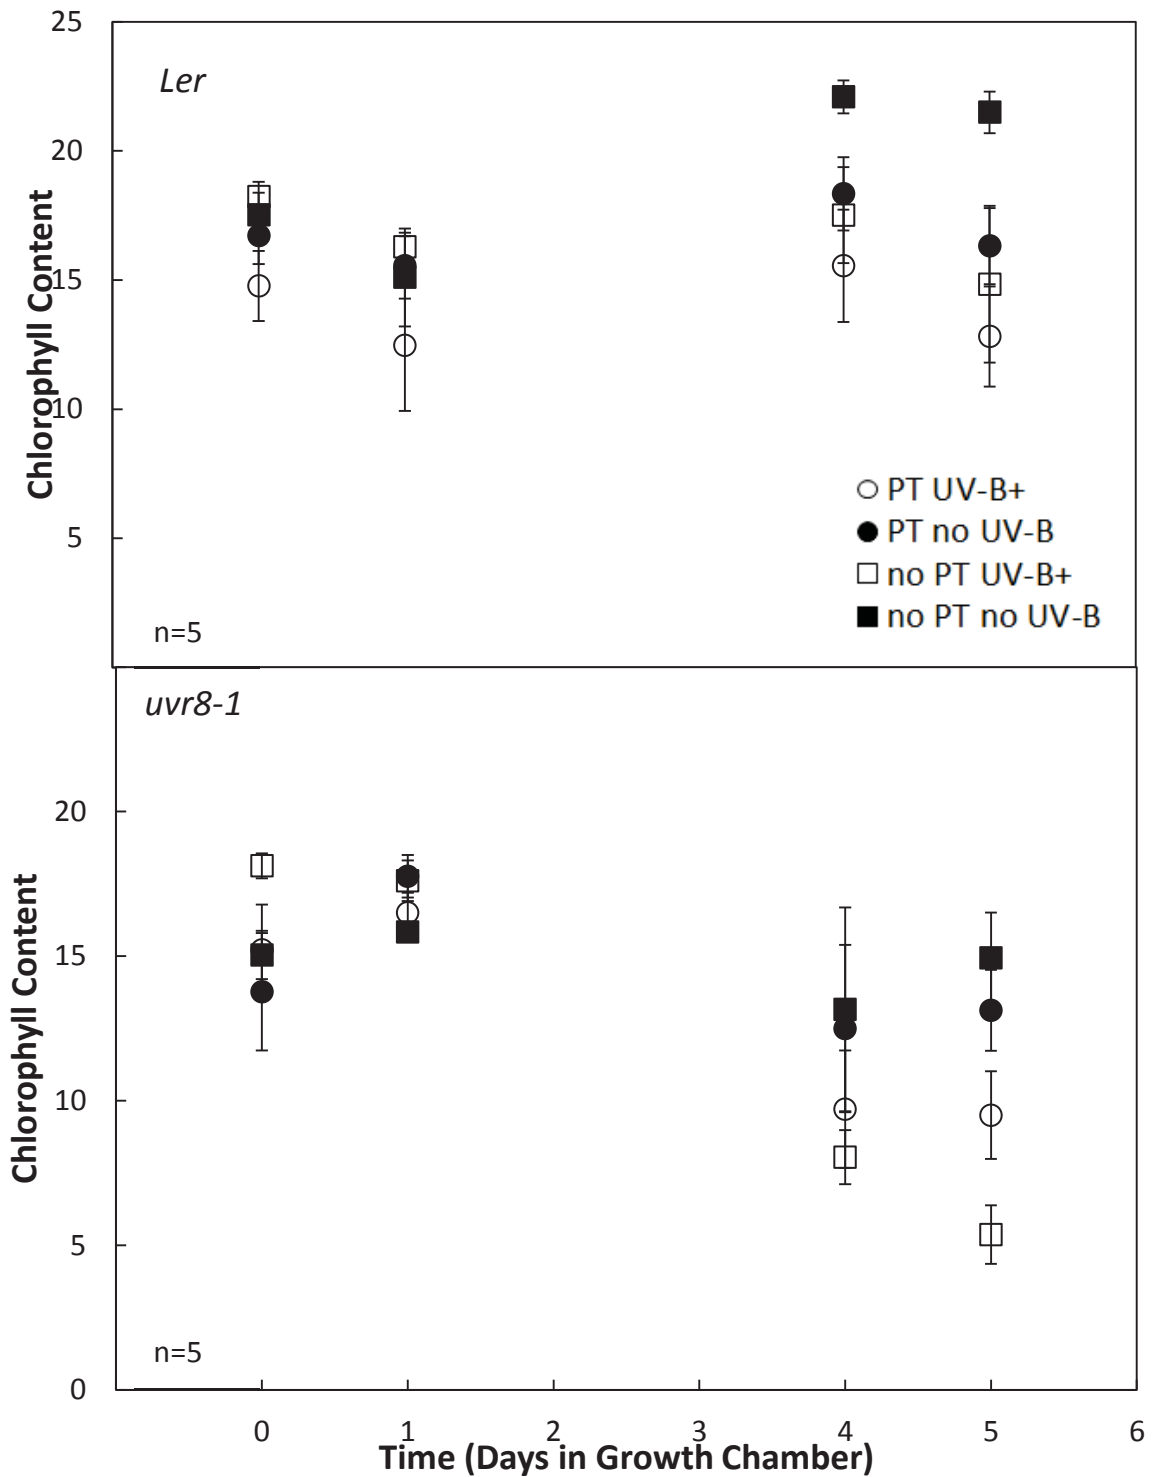 25
Ler
20
15
10
5
Chlorophyll Content
PT UV-B+
PT no UV-B
no PT UV-B+
no PT no UV-B
n=5
uvr8-1
20
15
10
5
0
Chlorophyll Content
n=5
0 1 2 3 4 5 6
Time (Days in Growth Chamber)